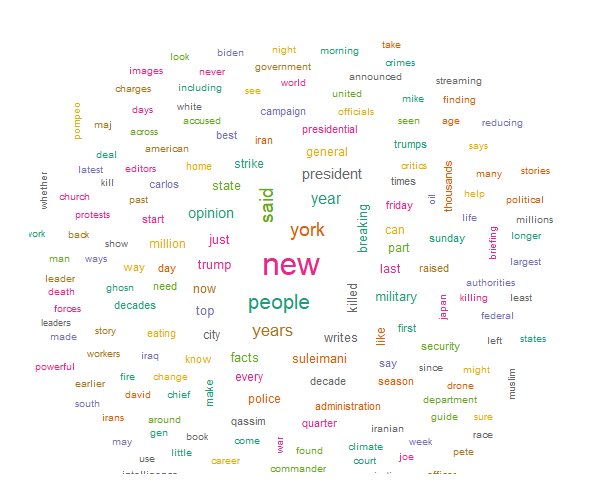 take
night
morning
look
biden
crimes
government
images
never
world
announced
streaming
charges
including
see
united
mike
finding
pompeo
days
white
campaign
officials
maj
accused
seen
age
reducing
across
best
presidential
american
iran
trumps
says
deal
general
latest
editors
home
strike
critics
many
stories
whether
kill
carlos
state
president
times
thousands
help
church
past
said
year
oil
political
protests
start
opinion
friday
life
millions
work
back
york
breaking
can
sunday
briefing
longer
show
million
just
part
man
ways
way
day
trump
new
last
raised
largest
leader
authorities
death
ghosn
need
now
people
killed
military
japan
killing
least
forces
decades
top
federal
leaders
made
story
eating
city
years
writes
like
first
left
states
workers
iraq
know
facts
suleimani
say
security
powerful
since
might
earlier
fire
change
every
decade
season
drone
muslim
david
chief
make
police
department
south
administration
irans
around
qassim
quarter
guide
sure
gen
book
iranian
race
may
come
war
week
little
found
climate
pete
use
career
court
joe
commander
intelligence
officer